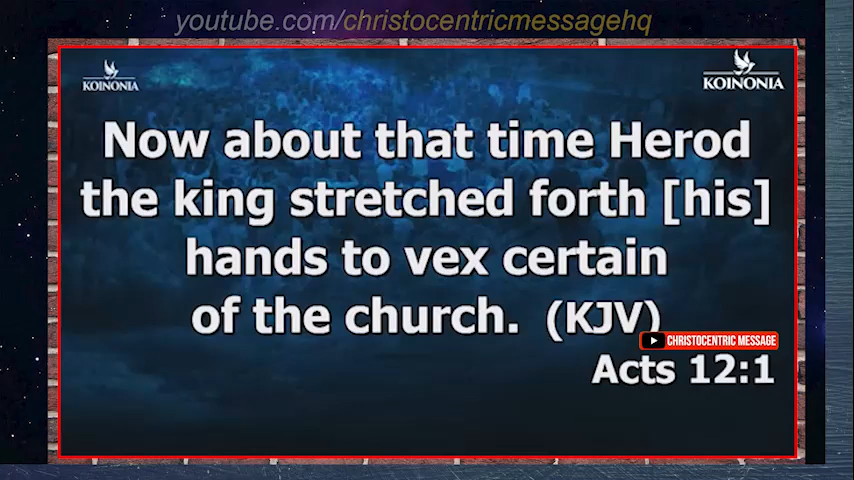 youtube.com/christocentricmessagehq
KOINONIA
KOINONIA
Now about that time Herod
the king stretched forth [his]
hands to vex certain
of the church. (KJV)
CHRISTOCENTRIC MESSAGE
Acts 12:1